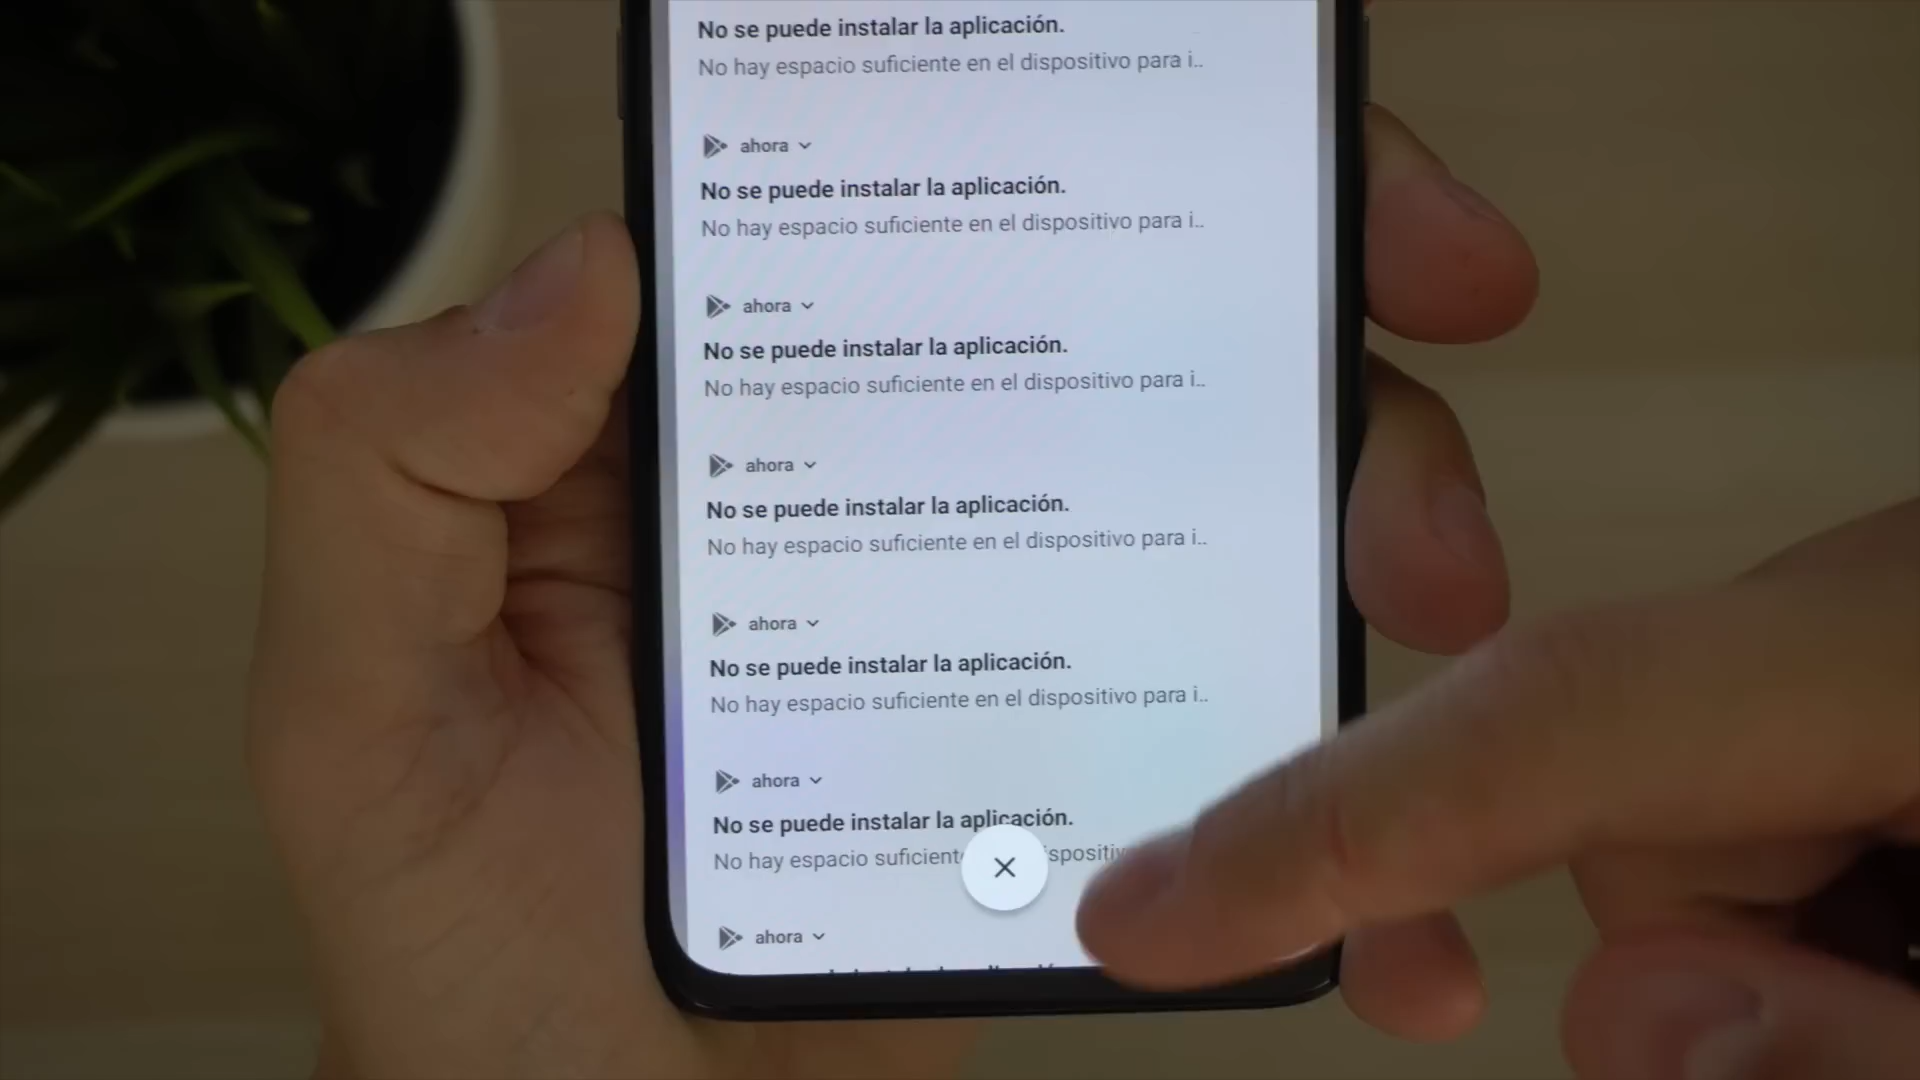 No se puede instalar la aplicación.
No hay espacio suficiente en el dispositivo para i..
ahora
No se puede instalar la aplicación.
No hay espacio suficiente en el dispositivo para i..
ahora
No se puede instalar la aplicación.
No hay espacio suficiente en el dispositivo para i..
ahora
No se puede instalar la aplicación.
No hay espacio suficiente en el dispositivo para i..
ahora
No se puede instalar la aplicación.
No hay espacio suficiente en el dispositivo para i..
ahora
No se puede instalar la aplicación.
No hay espacio
ahora